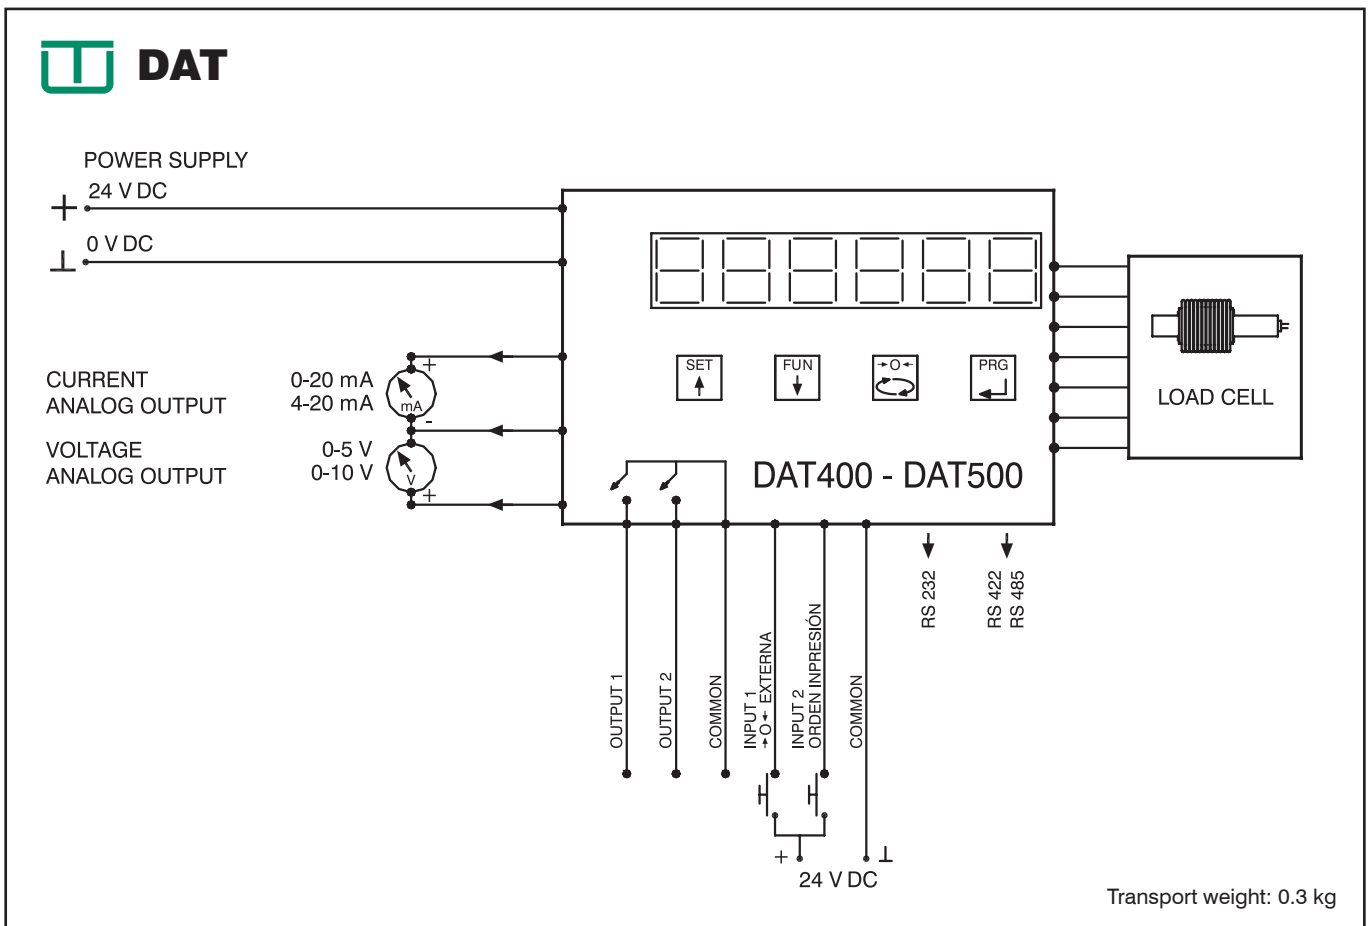 DAT
POWER SUPPLY
24 V DC
0 V DC
CURRENT
ANALOG OUTPUT
0-20 mA
4-20 mA
+
mA
-
VOLTAGE
ANALOG OUTPUT
0-5 V
0-10 V
V
+
SET
FUN
→O←
PRG
DAT400 - DAT500
LOAD CELL
OUTPUT 1
OUTPUT 2
COMMON
INPUT 1
→O← EXTERNA
INPUT 2
ORDEN INPRESIÓN
COMMON
RS 232
RS 422
RS 485
+
24 V DC
Transport weight: 0.3 kg